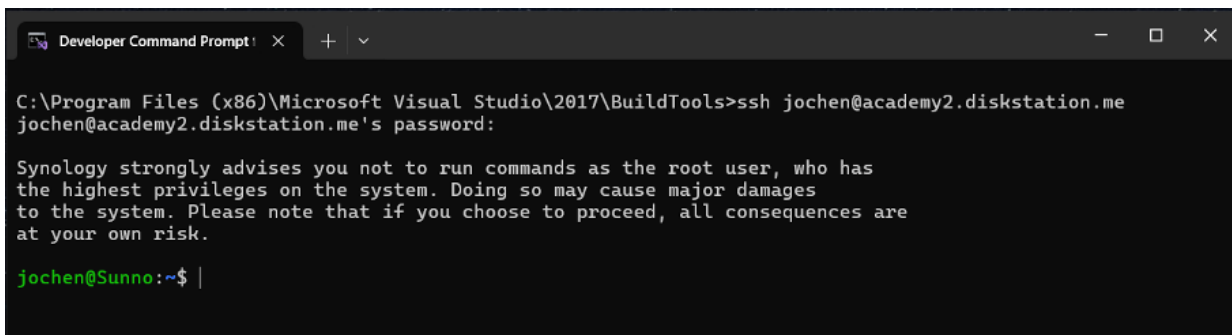 Developer Command Prompt
C:\Program Files (x86)\Microsoft Visual Studio\2017\BuildTools>ssh jochen@academy2.diskstation.me
jochen@academy2.diskstation.me's password:
Synology strongly advises you not to run commands as the root user, who has
the highest privileges on the system. Doing so may cause major damages
to the system. Please note that if you choose to proceed, all consequences are
at your own risk.
jochen@Sunno:~$